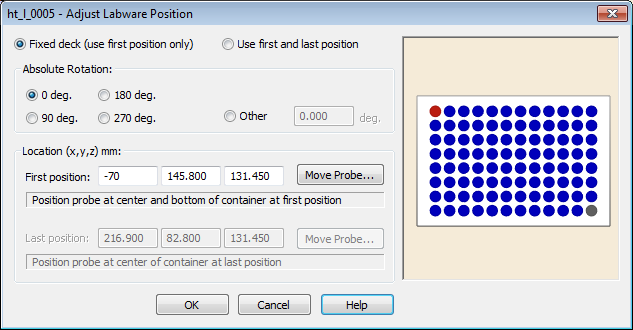 ht_l_0005 - Adjust Labware Position
Fixed deck (use first position only) Use first and last position
Absolute Rotation:
0 deg. 180 deg.
90 deg. 270 deg. Other 0.000 deg.
Location (x,y,z) mm:
First position: -70 145.800 131.450 Move Probe...
Position probe at center and bottom of container at first position
Last position: 216.900 82.800 131.450 Move Probe...
Position probe at center of container at last position
OK Cancel Help